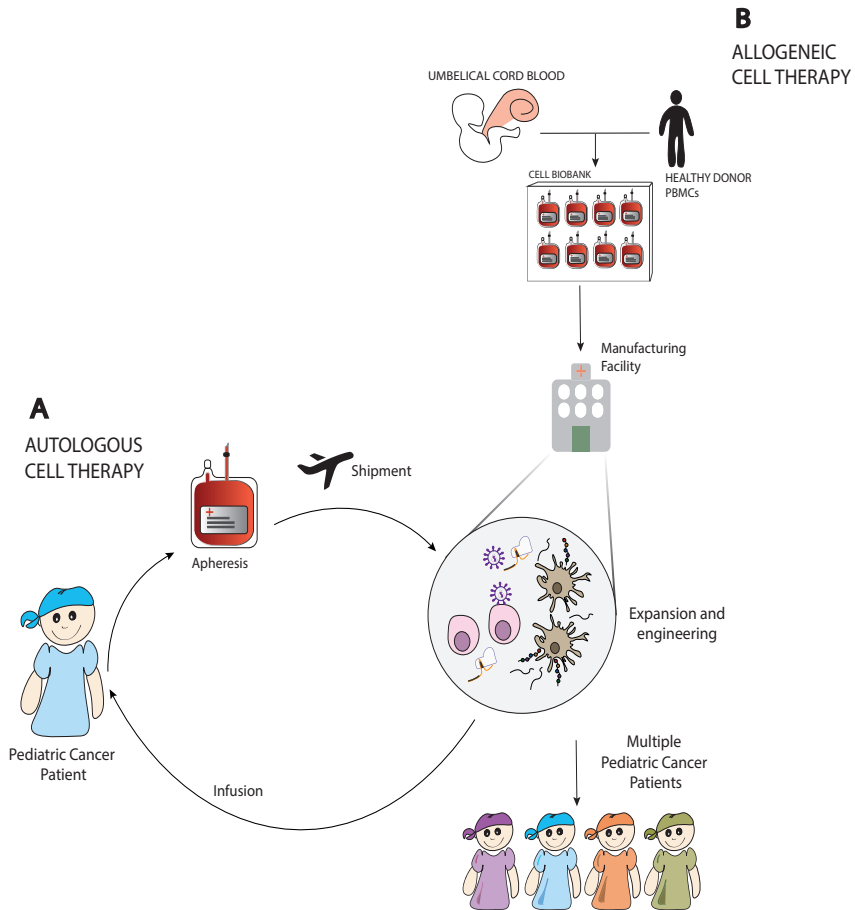 B
ALLOGENEIC
CELL THERAPY
UMBELICAL CORD BLOOD
CELL BIOBANK
HEALTHY DONOR
PBMCs
Manufacturing
Facility
A
AUTOLOGOUS
CELL THERAPY
Shipment
Apheresis
Expansion and
engineering
Pediatric Cancer
Patient
Infusion
Multiple
Pediatric Cancer
Patients